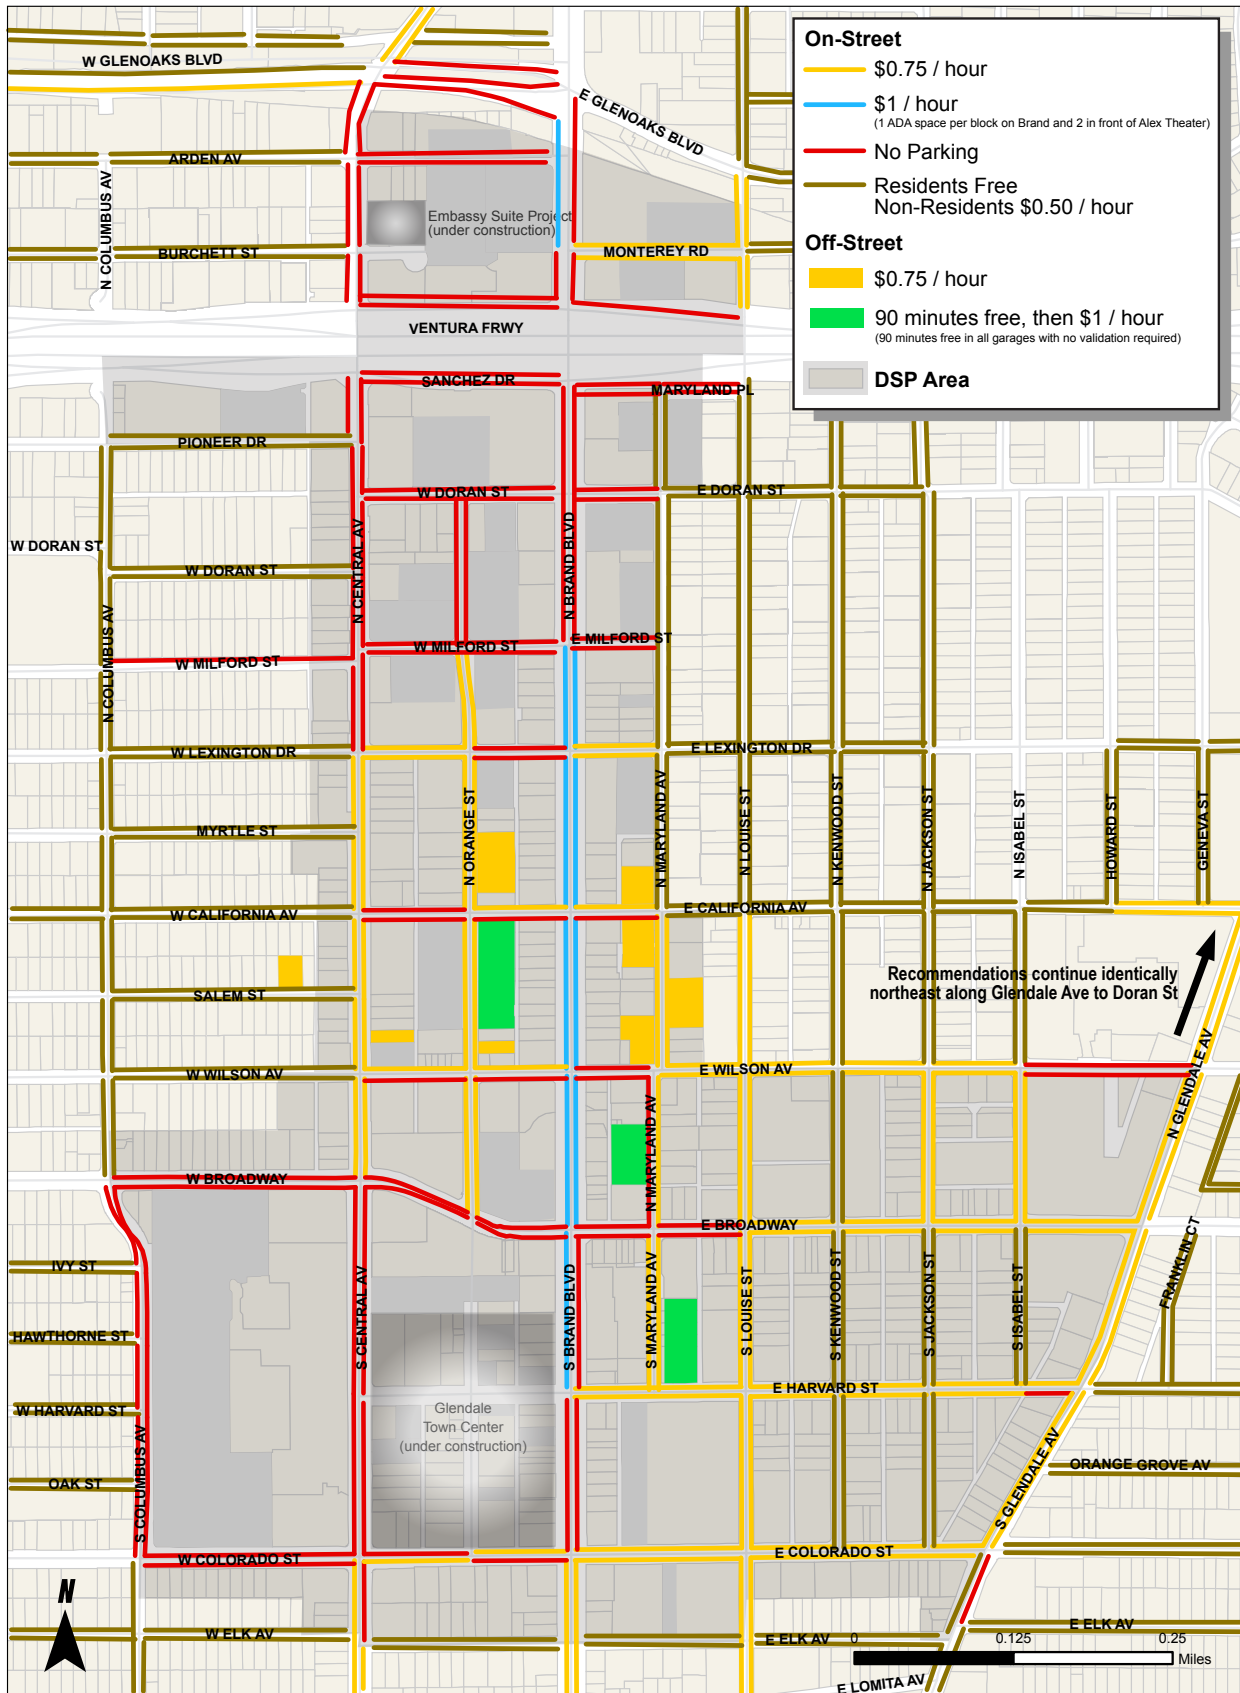 On-Street
$0.75 / hour
$1 / hour
(1 ADA space per block on Brand and 2 in front of Alex Theater)
No Parking
Residents Free
Non-Residents $0.50 / hour
Off-Street
$0.75 / hour
90 minutes free, then $1 / hour
(90 minutes free in all garages with no validation required)
DSP Area
W GLENOAKS BLVD
E GLENOAKS BLVD
ARDEN AV
N COLUMBUS AV
Embassy Suite Project
(under construction)
BURCHETT ST
MONTEREY RD
VENTURA FRWY
SANCHEZ DR
MARYLAND PL
PIONEER DR
W DORAN ST
E DORAN ST
W DORAN ST
W DORAN ST
N CENTRAL AV
N BRAND BLVD
N COLUMBUS AV
W MILFORD ST
W MILFORD ST
E MILFORD ST
W LEXINGTON DR
E LEXINGTON DR
MYRTLE ST
N ORANGE ST
N MARYLAND AV
N LOUISE ST
N KENWOOD ST
N JACKSON ST
N ISABEL ST
HOWARD ST
GENEVA ST
W CALIFORNIA AV
E CALIFORNIA AV
Recommendations continue identically
northeast along Glendale Ave to Doran St
SALEM ST
W WILSON AV
E WILSON AV
N MARYLAND AV
N GLENDALE AV
W BROADWAY
E BROADWAY
IVY ST
HAWTHORNE ST
W HARVARD ST
OAK ST
S COLUMBUS AV
S CENTRAL AV
S BRAND BLVD
S MARYLAND AV
S LOUISE ST
S KENWOOD ST
S JACKSON ST
S ISABEL ST
FRANKLIN CT
E HARVARD ST
Glendale
Town Center
(under construction)
S GLENDALE AV
ORANGE GROVE AV
W COLORADO ST
E COLORADO ST
N
W ELK AV
E ELK AV
E ELK AV
0
0.125
0.25
Miles
E LOMITA AV